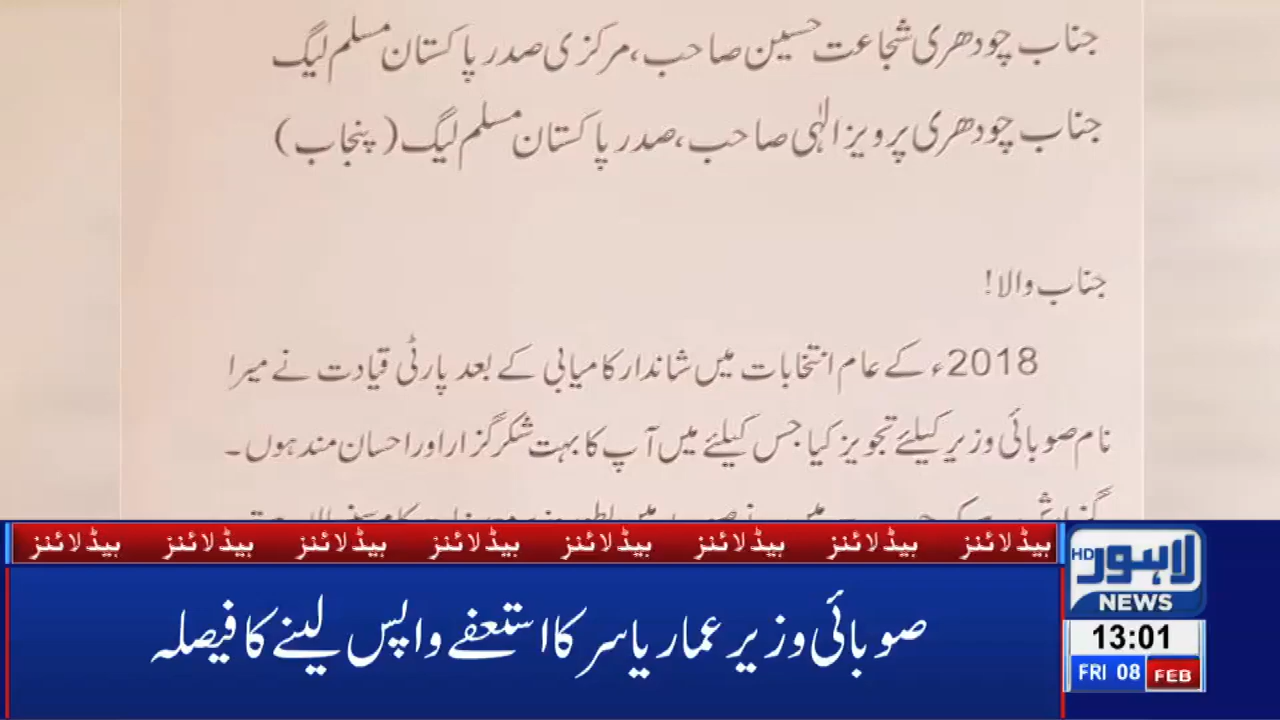 جناب چودھری شجاعت حسین صاحب، مرکزی صدر پاکستان مسلم لیگ
جناب چودھری پرویز الٰہی صاحب، صدر پاکستان مسلم لیگ (پنجاب)
جناب والا!
2018ء کے عام انتخابات میں شاندار کامیابی کے بعد پارٹی قیادت نے میرا
نام صوبائی وزیر کیلئے تجویز کیا جس کیلئے میں آپ کا بہت شکر گزار اور احسان مند ہوں۔
ہیڈلائنز ہیڈلائنز ہیڈلائنز ہیڈلائنز ہیڈلائنز ہیڈلائنز ہیڈلائنز ہیڈلائنز
صوبائی وزیر عمار یاسر کا استعفے واپس لینے کا فیصلہ
HD لاہور
NEWS
13:01
FRI 08 FEB